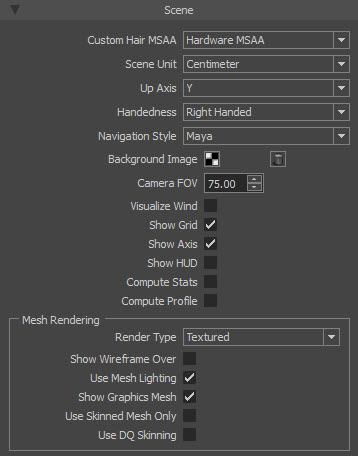 Scene
Custom Hair MSAA Hardware MSAA
Scene Unit Centimeter
Up Axis Y
Handedness Right Handed
Navigation Style Maya
Background Image
Camera FOV 75.00
Visualize Wind
Show Grid
Show Axis
Show HUD
Compute Stats
Compute Profile
Mesh Rendering
Render Type Textured
Show Wireframe Over
Use Mesh Lighting
Show Graphics Mesh
Use Skinned Mesh Only
Use DQ Skinning